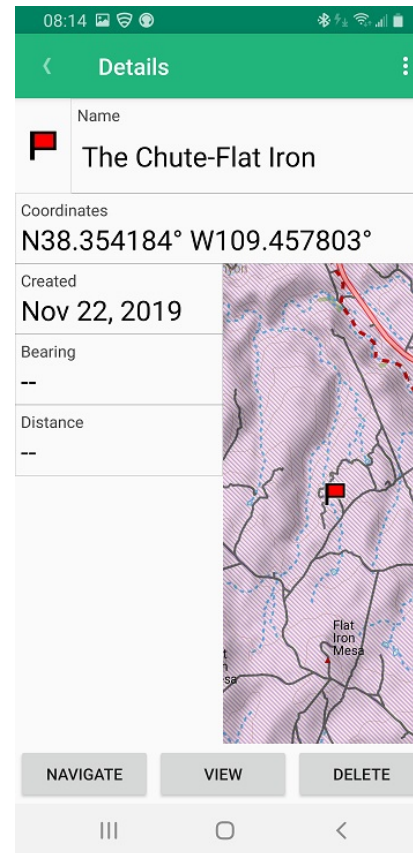 08:14
Details
Name
The Chute-Flat Iron
Coordinates
N38.354184° W109.457803°
Created
Nov 22, 2019
Bearing
--
Distance
--
Flat
Iron
Mesa
NAVIGATE VIEW DELETE